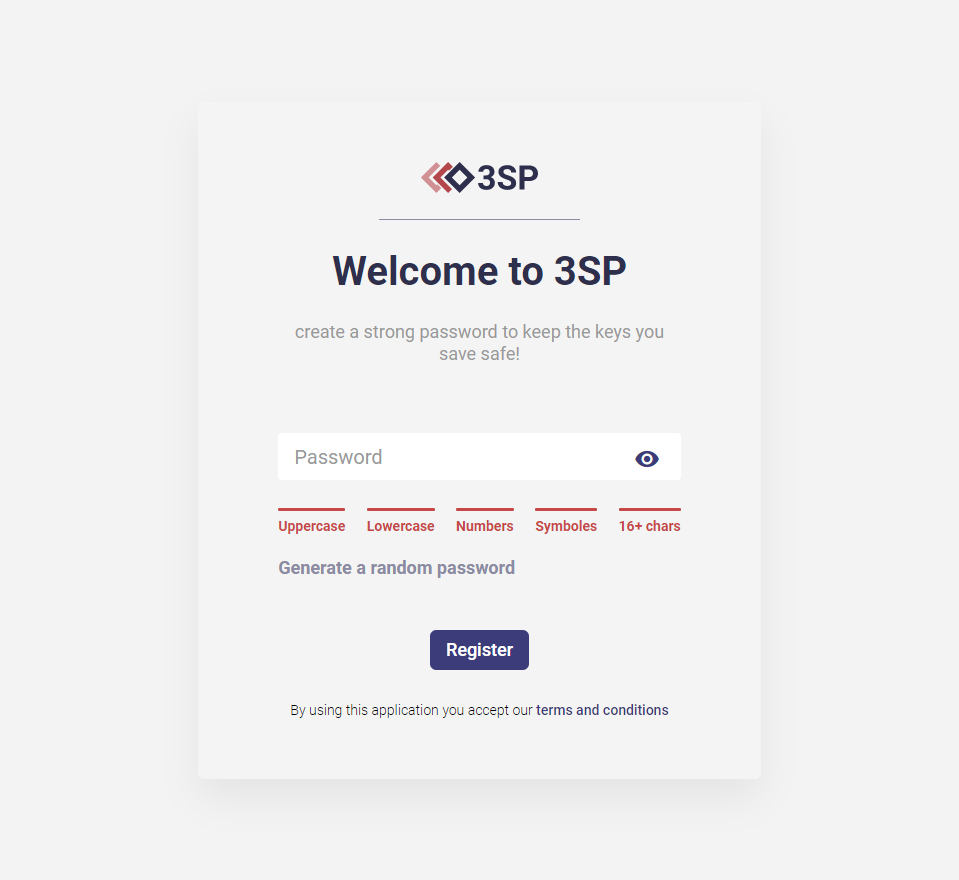 3SP
Welcome to 3SP
create a strong password to keep the keys you
save safe!
Password
Uppercase Lowercase Numbers Symboles 16+ chars
Generate a random password
Register
By using this application you accept our terms and conditions